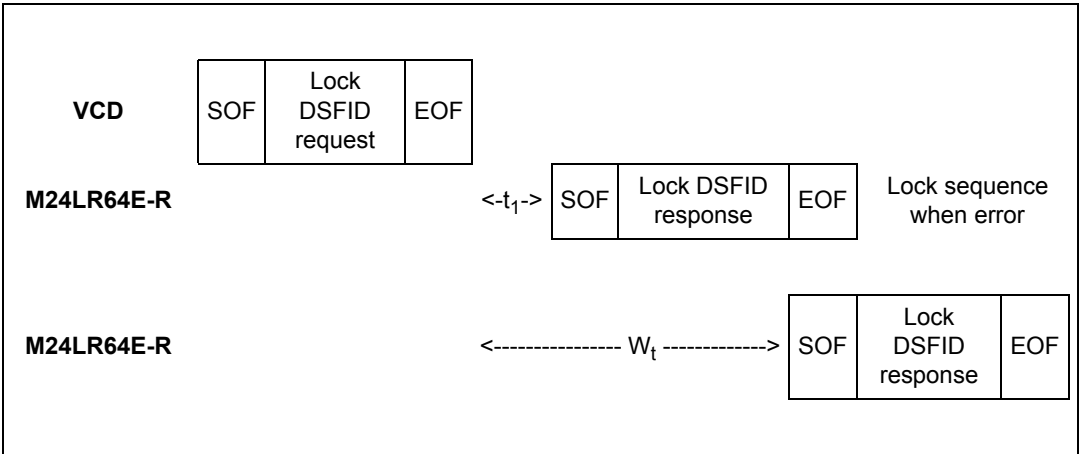 VCD SOF Lock DSFID request EOF
M24LR64E-R <-t1-> SOF Lock DSFID response EOF Lock sequence when error
M24LR64E-R <---------------- Wt -------------> SOF Lock DSFID response EOF